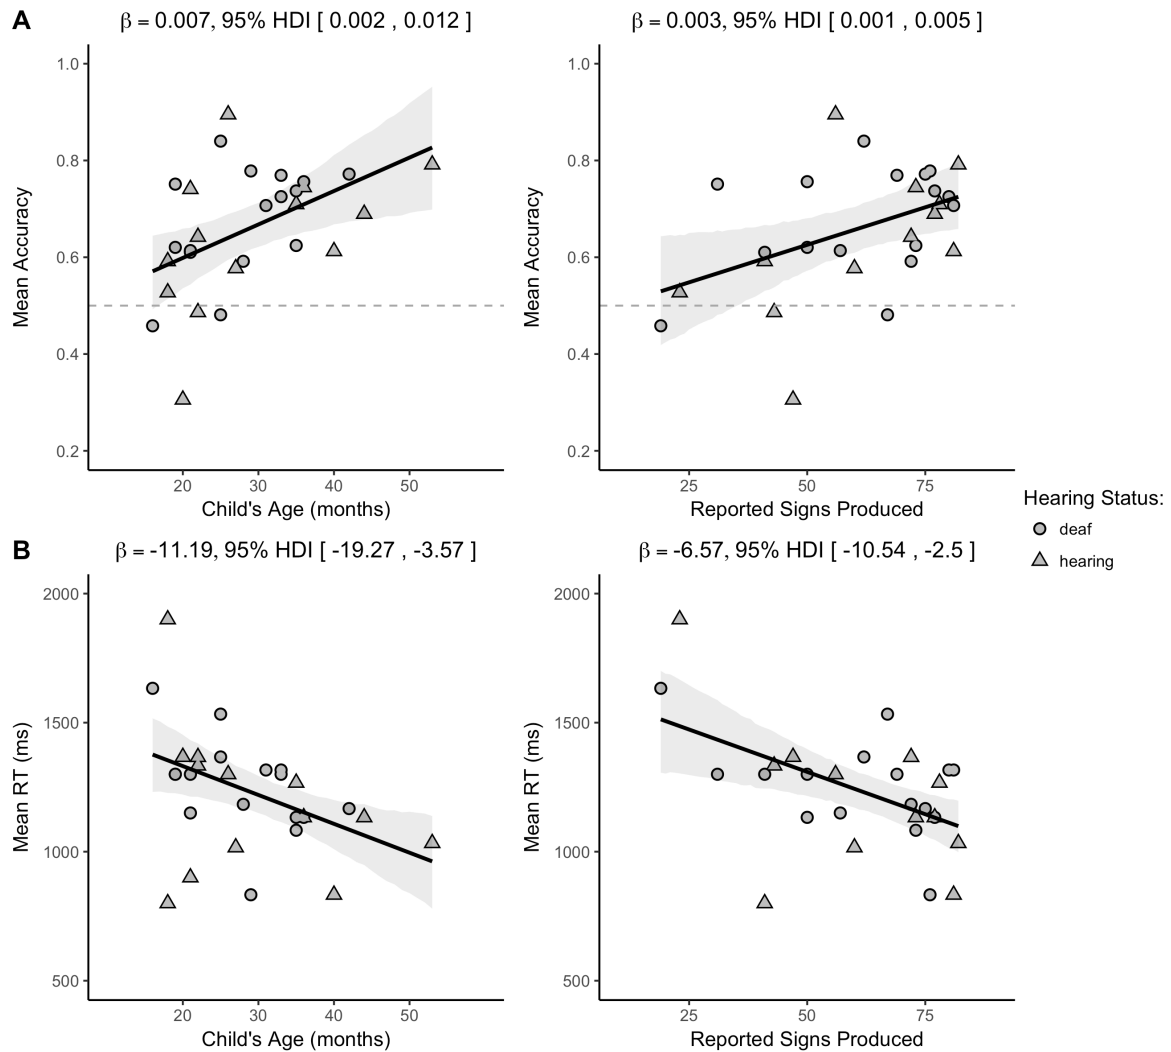 A
β = 0.007, 95% HDI [ 0.002 , 0.012 ]
β = 0.003, 95% HDI [ 0.001 , 0.005 ]
Mean Accuracy
1.0
0.8
0.6
0.4
0.2
20 30 40 50
Child's Age (months)
Mean Accuracy
1.0
0.8
0.6
0.4
0.2
25 50 75
Reported Signs Produced
Hearing Status:
deaf
hearing
B
β = -11.19, 95% HDI [ -19.27 , -3.57 ]
β = -6.57, 95% HDI [ -10.54 , -2.5 ]
Mean RT (ms)
2000
1500
1000
500
20 30 40 50
Child's Age (months)
Mean RT (ms)
2000
1500
1000
500
25 50 75
Reported Signs Produced